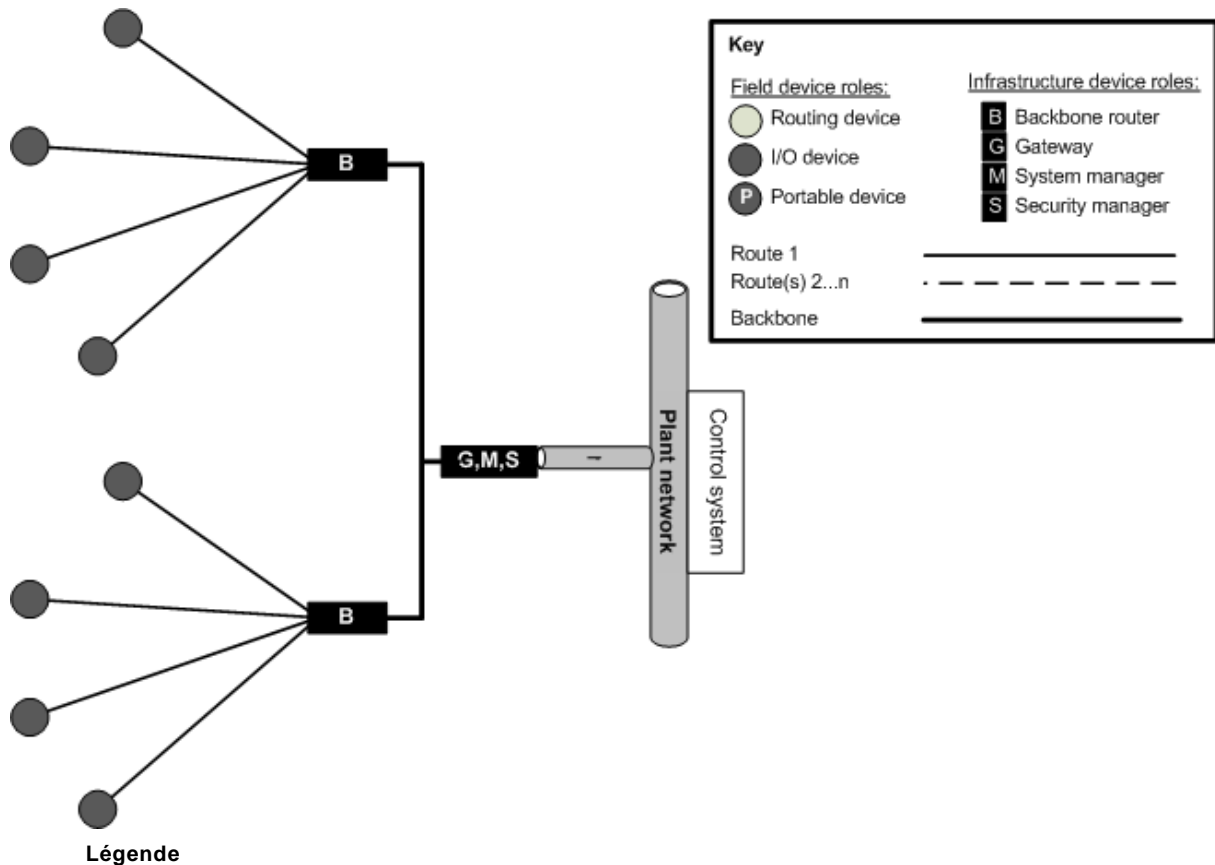 Key
Field device roles:
Routing device
I/O device
P Portable device
Infrastructure device roles:
B Backbone router
G Gateway
M System manager
S Security manager
Route 1
Route(s) 2...n
Backbone
B
G,M,S
Plant network
Control system
B
Légende